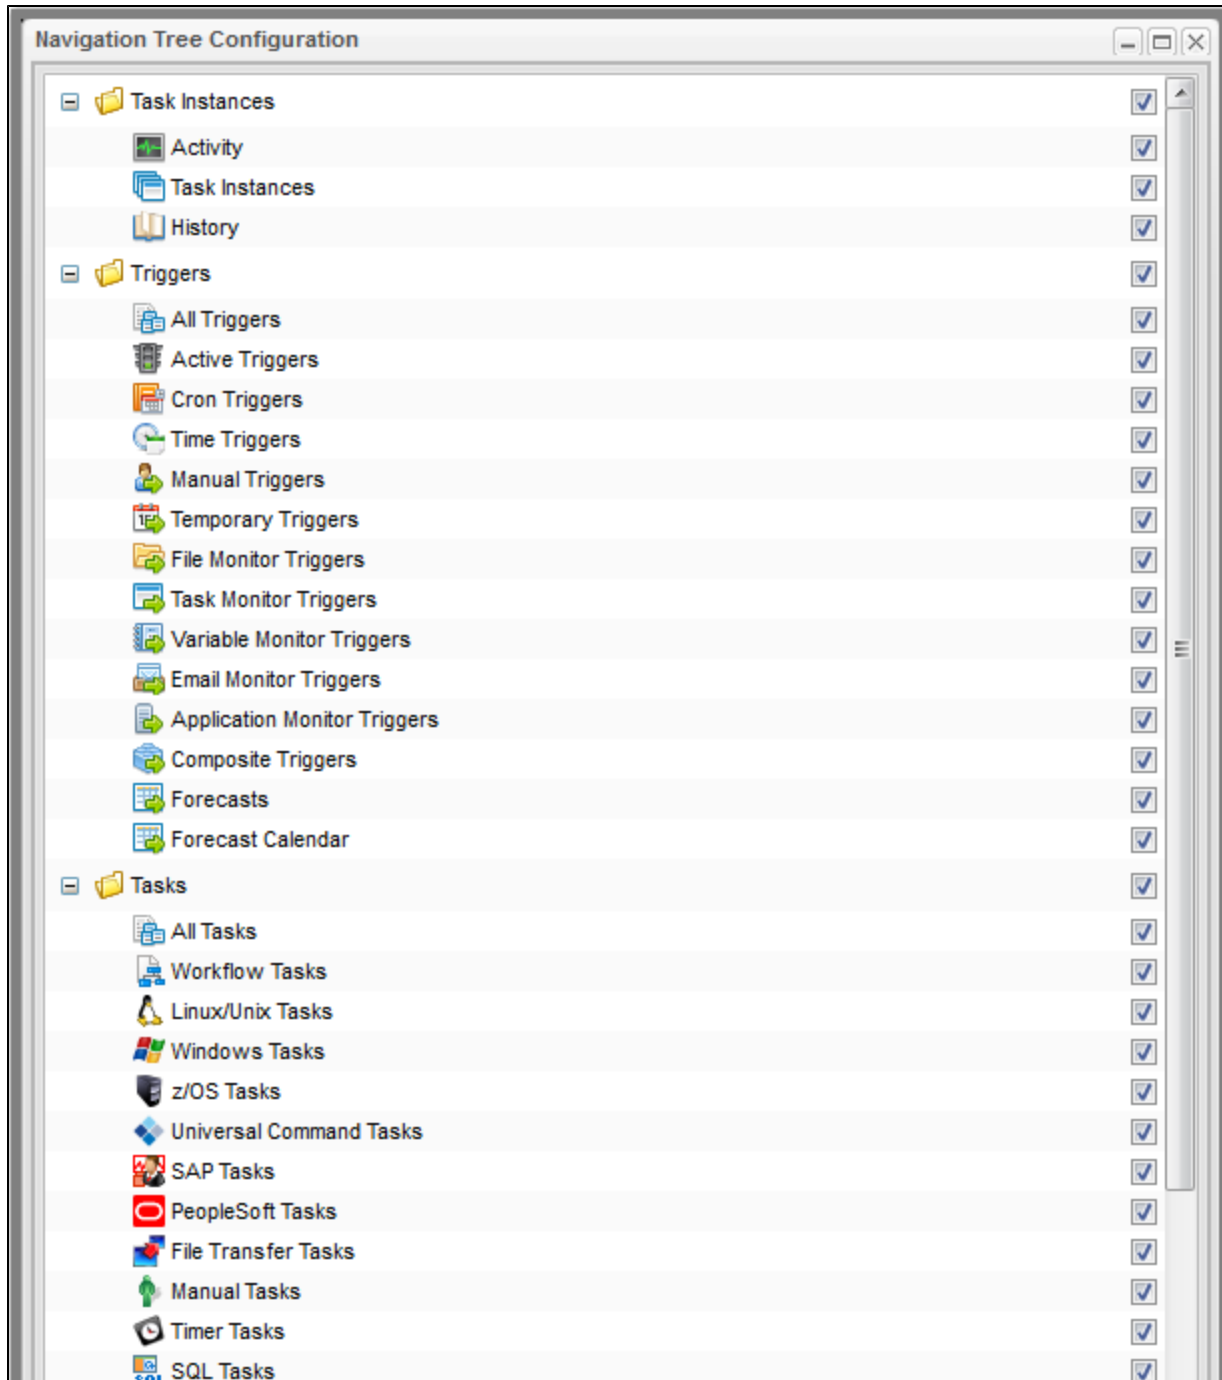 Navigation Tree Configuration
Task Instances
Activity
Task Instances
History
Triggers
All Triggers
Active Triggers
Cron Triggers
Time Triggers
Manual Triggers
Temporary Triggers
File Monitor Triggers
Task Monitor Triggers
Variable Monitor Triggers
Email Monitor Triggers
Application Monitor Triggers
Composite Triggers
Forecasts
Forecast Calendar
Tasks
All Tasks
Workflow Tasks
Linux/Unix Tasks
Windows Tasks
z/OS Tasks
Universal Command Tasks
SAP Tasks
PeopleSoft Tasks
File Transfer Tasks
Manual Tasks
Timer Tasks
SQL Tasks